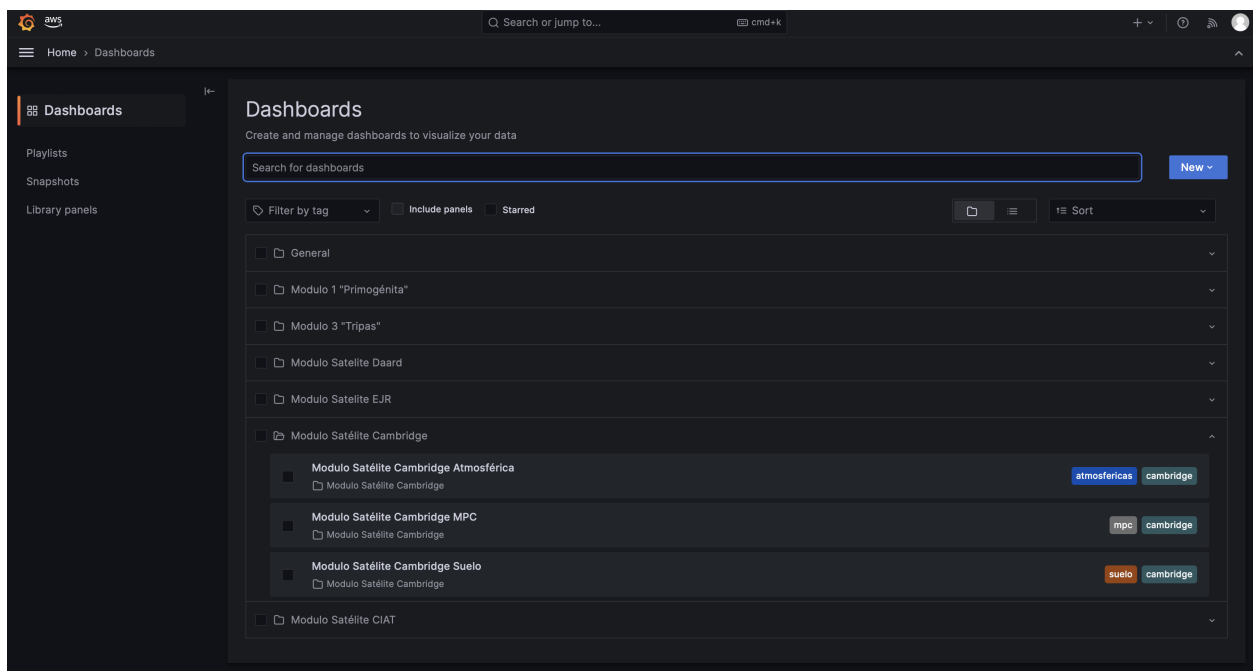 aws
Search or jump to...
cmd+k
Home > Dashboards
Dashboards
Playlists
Snapshots
Library panels
Dashboards
Create and manage dashboards to visualize your data
Search for dashboards
New
Filter by tag
Include panels
Starred
Sort
General
Modulo 1 "Primogénita"
Modulo 3 "Tripas"
Modulo Satelite Daard
Modulo Satelite EJR
Modulo Satélite Cambridge
Modulo Satélite Cambridge Atmosférica
Modulo Satélite Cambridge
atmosfericas cambridge
Modulo Satélite Cambridge MPC
Modulo Satélite Cambridge
mpc cambridge
Modulo Satélite Cambridge Suelo
Modulo Satélite Cambridge
suelo cambridge
Modulo Satélite CIAT